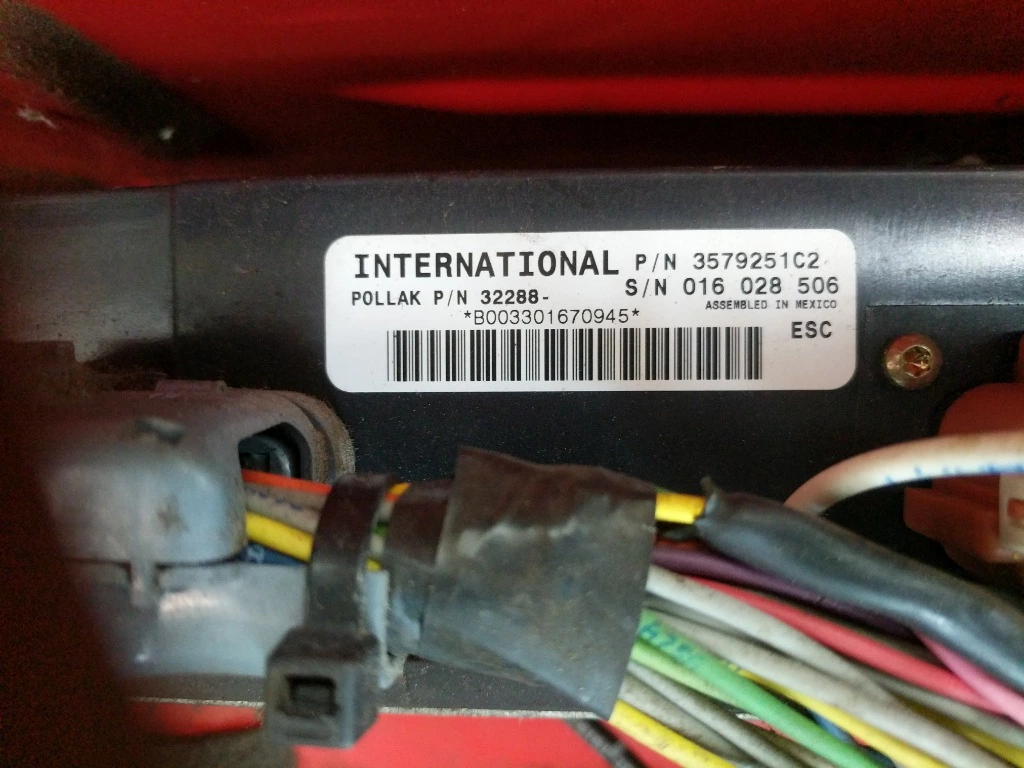 INTERNATIONAL P/N 3579251C2
POLLAK P/N 32288- S/N 016 028 506
ASSEMBLED IN MEXICO
*B003301670945*
ESC